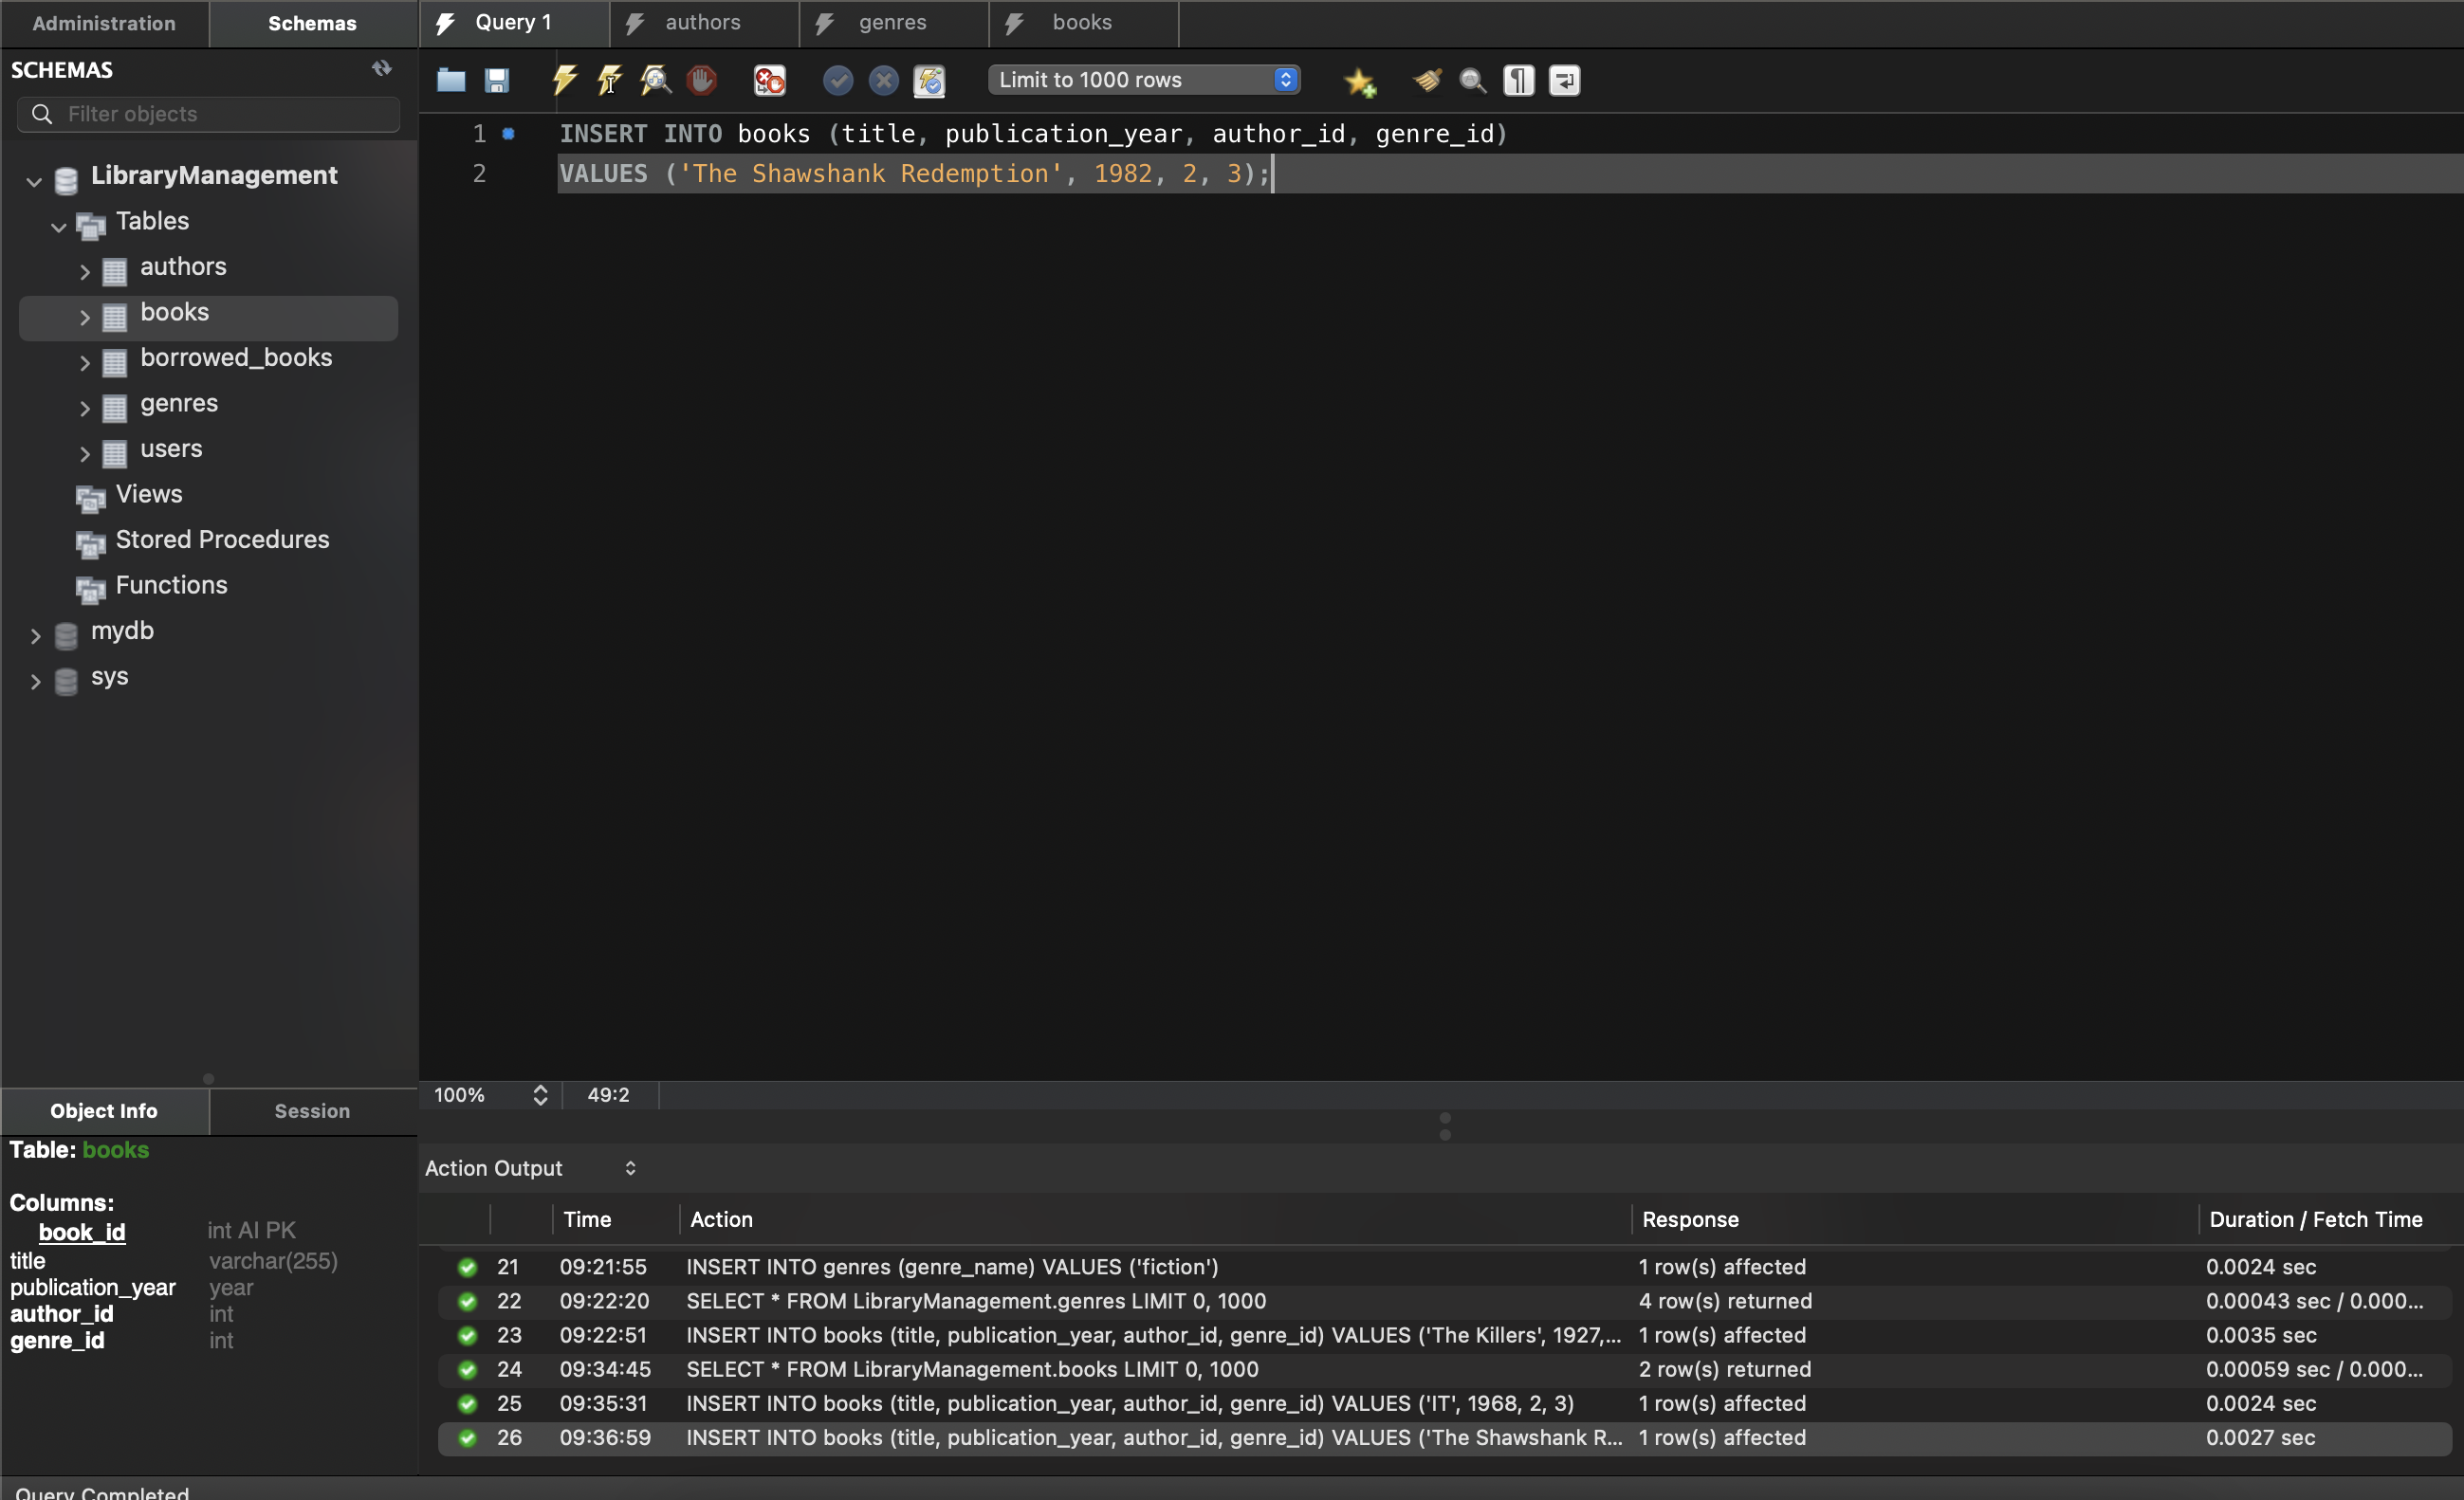 Administration Schemas
Query 1 authors genres books
SCHEMAS
Filter objects
Limit to 1000 rows
1 INSERT INTO books (title, publication_year, author_id, genre_id)
2 VALUES ('The Shawshank Redemption', 1982, 2, 3);
LibraryManagement
Tables
authors
books
borrowed_books
genres
users
Views
Stored Procedures
Functions
mydb
sys
100% 49:2
Object Info Session
Table: books
Columns:
book_id int AI PK
title varchar(255)
publication_year year
author_id int
genre_id int
Action Output
Time Action Response Duration / Fetch Time
21 09:21:55 INSERT INTO genres (genre_name) VALUES ('fiction') 1 row(s) affected 0.0024 sec
22 09:22:20 SELECT * FROM LibraryManagement.genres LIMIT 0, 1000 4 row(s) returned 0.00043 sec / 0.000...
23 09:22:51 INSERT INTO books (title, publication_year, author_id, genre_id) VALUES ('The Killers', 1927,... 1 row(s) affected 0.0035 sec
24 09:34:45 SELECT * FROM LibraryManagement.books LIMIT 0, 1000 2 row(s) returned 0.00059 sec / 0.000...
25 09:35:31 INSERT INTO books (title, publication_year, author_id, genre_id) VALUES ('IT', 1968, 2, 3) 1 row(s) affected 0.0024 sec
26 09:36:59 INSERT INTO books (title, publication_year, author_id, genre_id) VALUES ('The Shawshank R... 1 row(s) affected 0.0027 sec
Query Completed